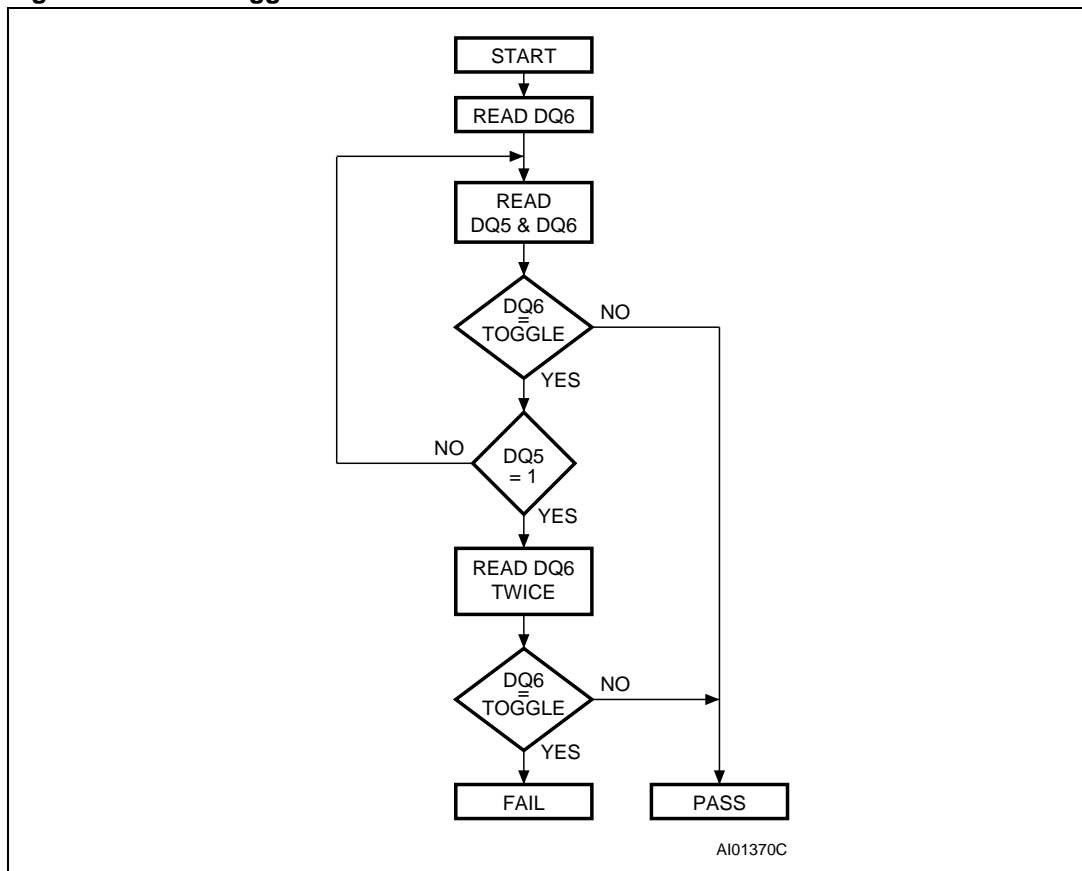 START
READ DQ6
READ
DQ5 & DQ6
DQ6
=
TOGGLE
NO
YES
DQ5
= 1
NO
YES
READ DQ6
TWICE
DQ6
=
TOGGLE
NO
YES
FAIL
PASS
AI01370C